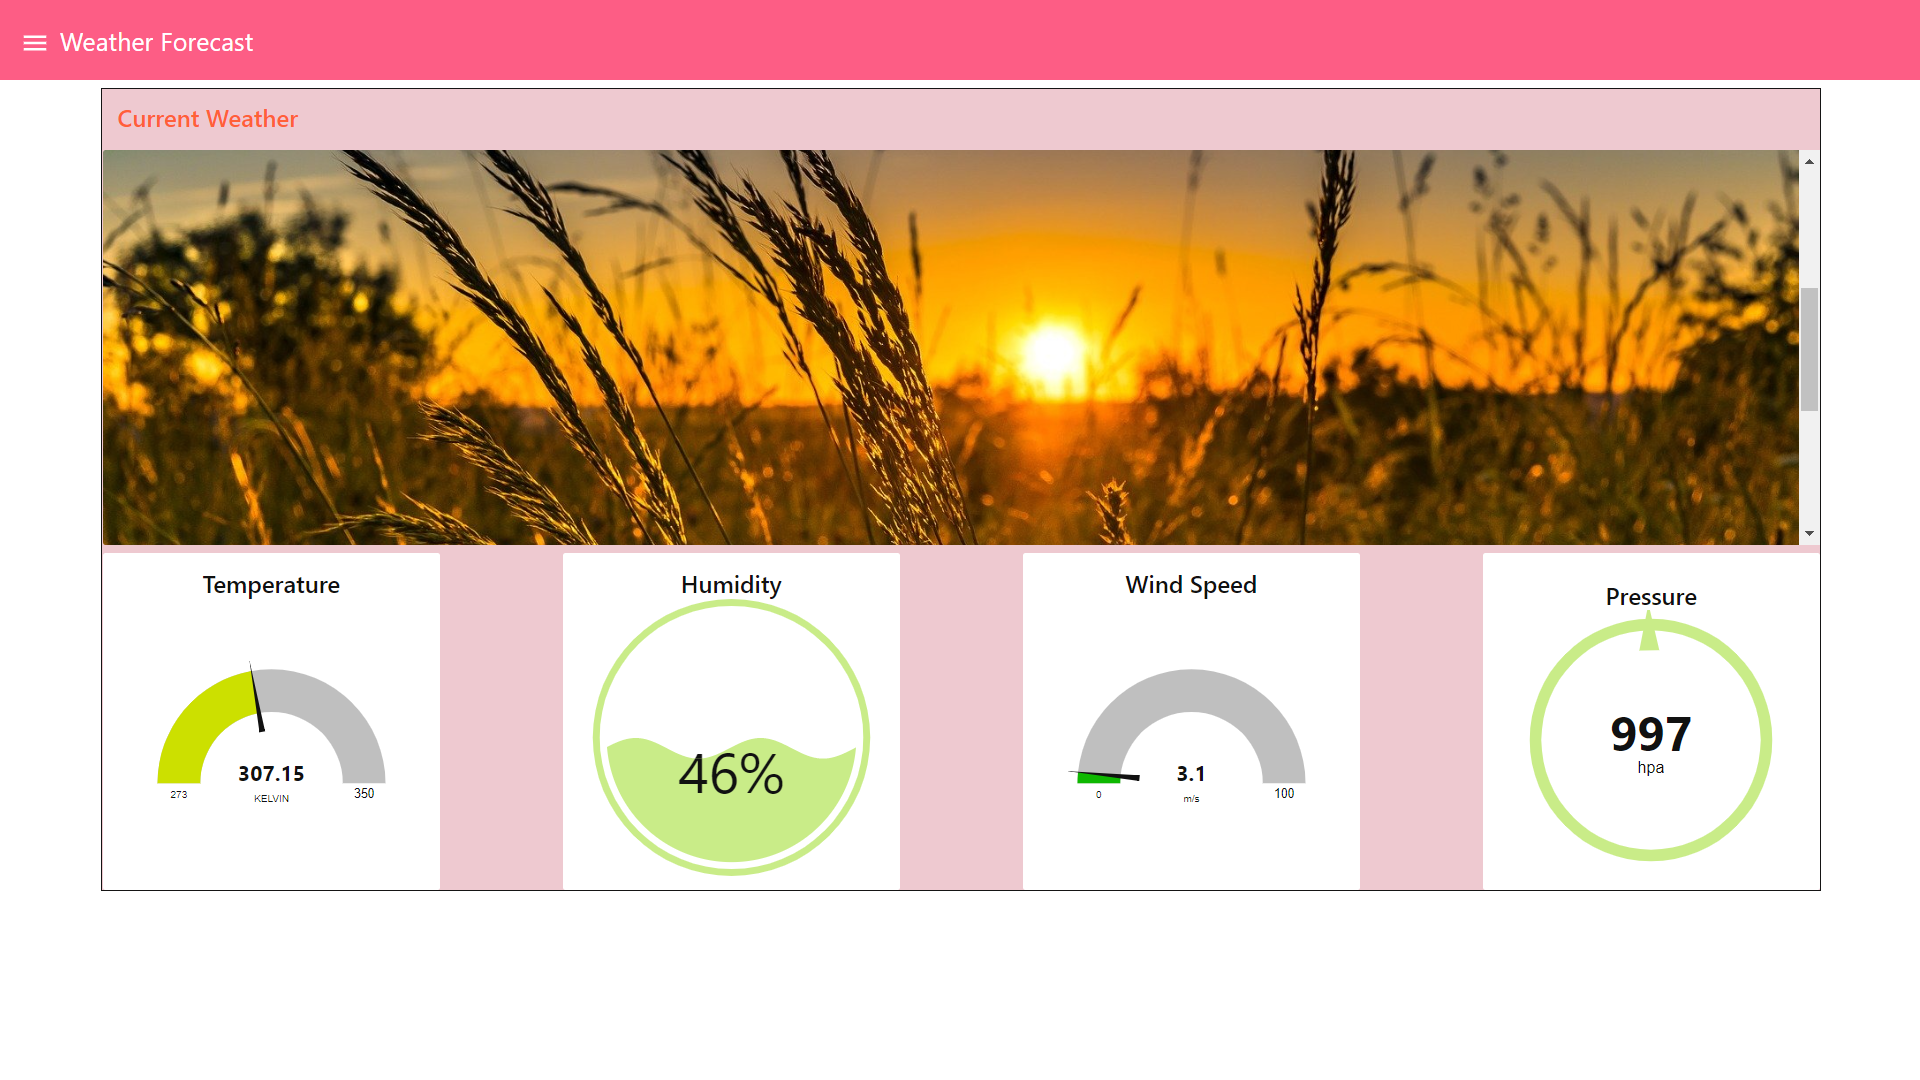 Weather Forecast
Current Weather
Temperature
307.15
273
KELVIN
350
Humidity
46%
Wind Speed
3.1
0
m/s
100
Pressure
997
hpa